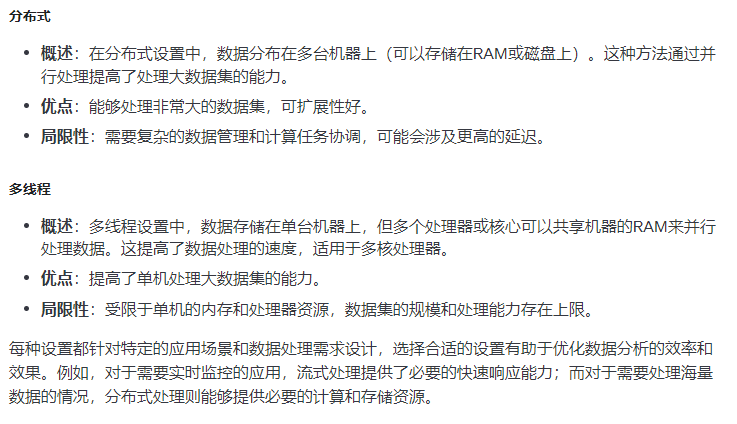 分布式
概述：在分布式设置中，数据分布在多台机器上（可以存储在RAM或磁盘上）。这种方法通过并
行处理提高了处理大数据集的能力。
优点：能够处理非常大的数据集，可扩展性好。
局限性：需要复杂的数据管理和计算任务协调，可能会涉及更高的延迟。
多线程
概述：多线程设置中，数据存储在单台机器上，但多个处理器或核心可以共享机器的RAM来并行
处理数据。这提高了数据处理的速度，适用于多核处理器。
优点：提高了单机处理大数据集的能力。
局限性：受限于单机的内存和处理器资源，数据集的规模和处理能力存在上限。
每种设置都针对特定的应用场景和数据处理需求设计，选择合适的设置有助于优化数据分析的效率和
效果。例如，对于需要实时监控的应用，流式处理提供了必要的快速响应能力；而对于需要处理海量
数据的情况，分布式处理则能够提供必要的计算和存储资源。